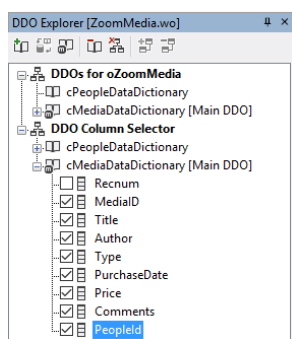 DDO Explorer [ZoomMedia.wo]
DDOs for oZoomMedia
cPeopleDataDictionary
cMediaDataDictionary [Main DDO]
DDO Column Selector
cPeopleDataDictionary
cMediaDataDictionary [Main DDO]
Recnum
MediaID
Title
Author
Type
PurchaseDate
Price
Comments
PeopleId